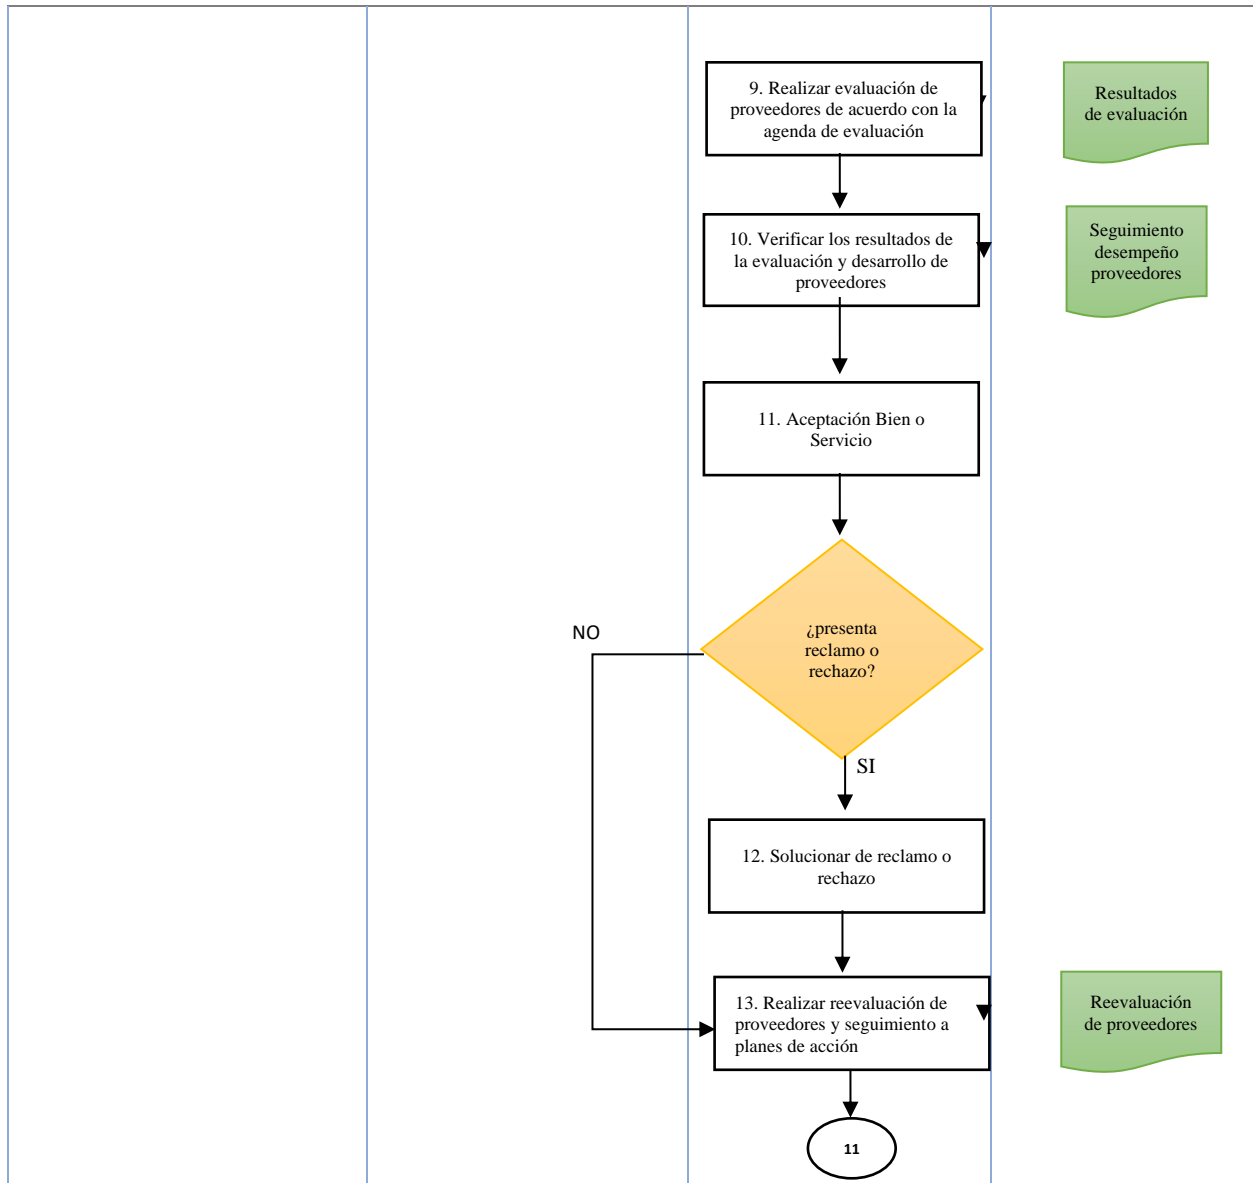 9. Realizar evaluación de
proveedores de acuerdo con la
agenda de evaluación
Resultados
de evaluación
10. Verificar los resultados de
la evaluación y desarrollo de
proveedores
Seguimiento
desempeño
proveedores
11. Aceptación Bien o
Servicio
¿presenta
reclamo o
rechazo?
NO
SI
12. Solucionar de reclamo o
rechazo
13. Realizar reevaluación de
proveedores y seguimiento a
planes de acción
Reevaluación
de proveedores
11